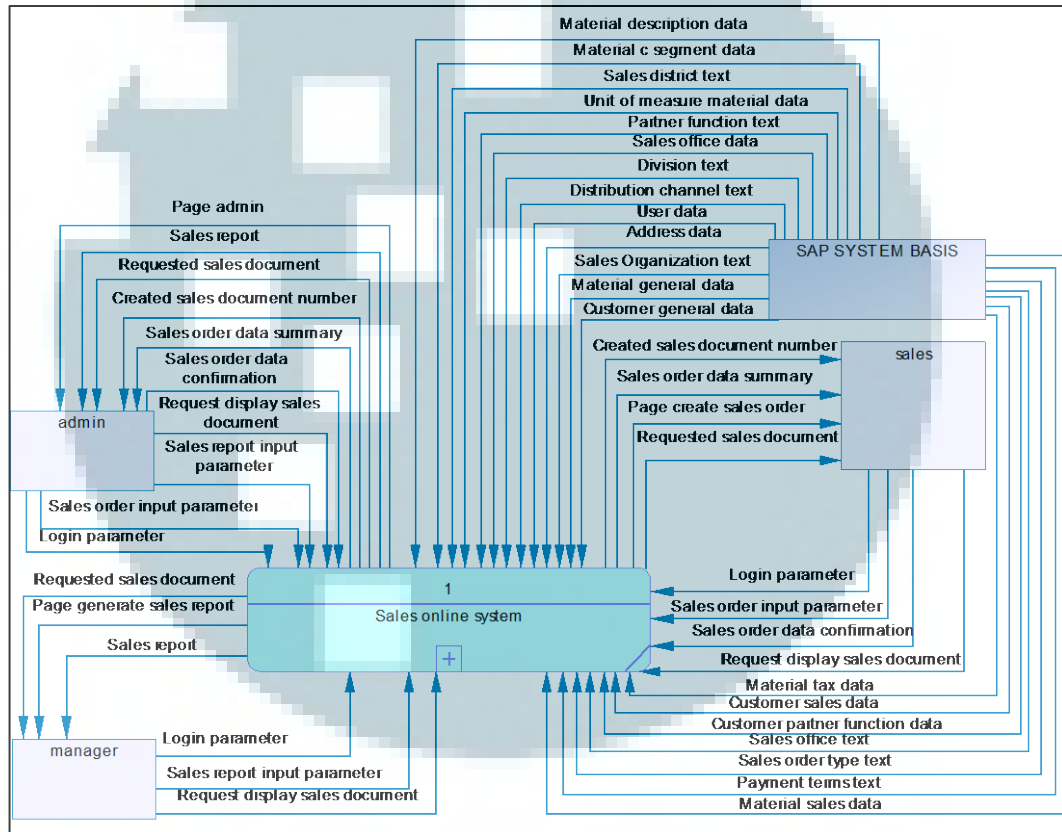 Material description data
Material c segment data
Sales district text
Unit of measure material data
Partner function text
Sales office data
Division text
Distribution channel text
User data
Address data
Sales Organization text
Material general data
Customer general data
SAP SYSTEM BASIS
Page admin
Sales report
Requested sales document
Created sales document number
Sales order data summary
Sales order data
confirmation
Request display sales
document
Sales report input
parameter
admin
Sales order input parameter
Login parameter
Created sales document number
Sales order data summary
Page create sales order
Requested sales document
sales
1
Sales online system
Requested sales document
Page generate sales report
Sales report
manager
Login parameter
Sales report input parameter
Request display sales document
Login parameter
Sales order input parameter
Sales order data confirmation
Request display sales document
Material tax data
Customer sales data
Customer partner function data
Sales office text
Sales order type text
Payment terms text
Material sales data